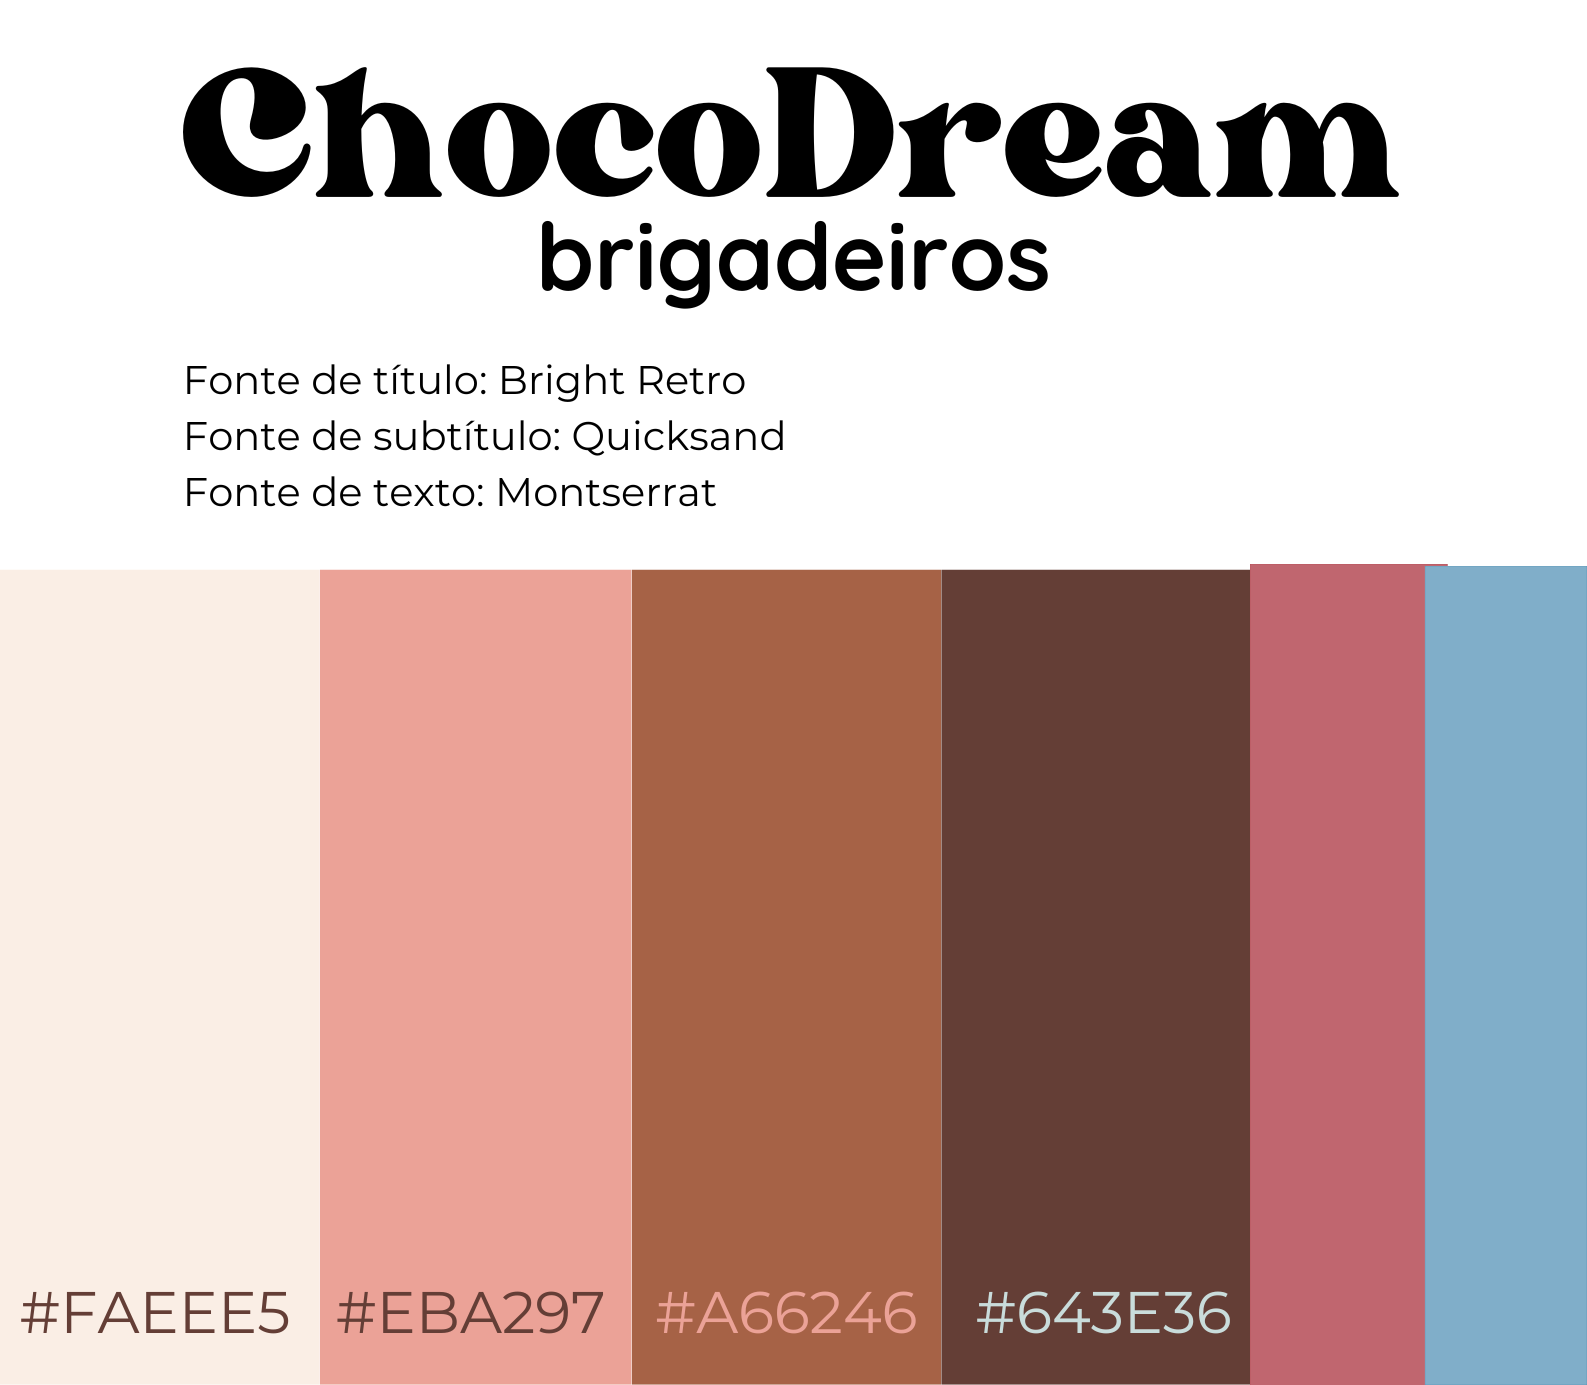 ChocoDream
brigadeiros
Fonte de título: Bright Retro
Fonte de subtítulo: Quicksand
Fonte de texto: Montserrat
#FAEEE5 #EBA297 #A66246 #643E36